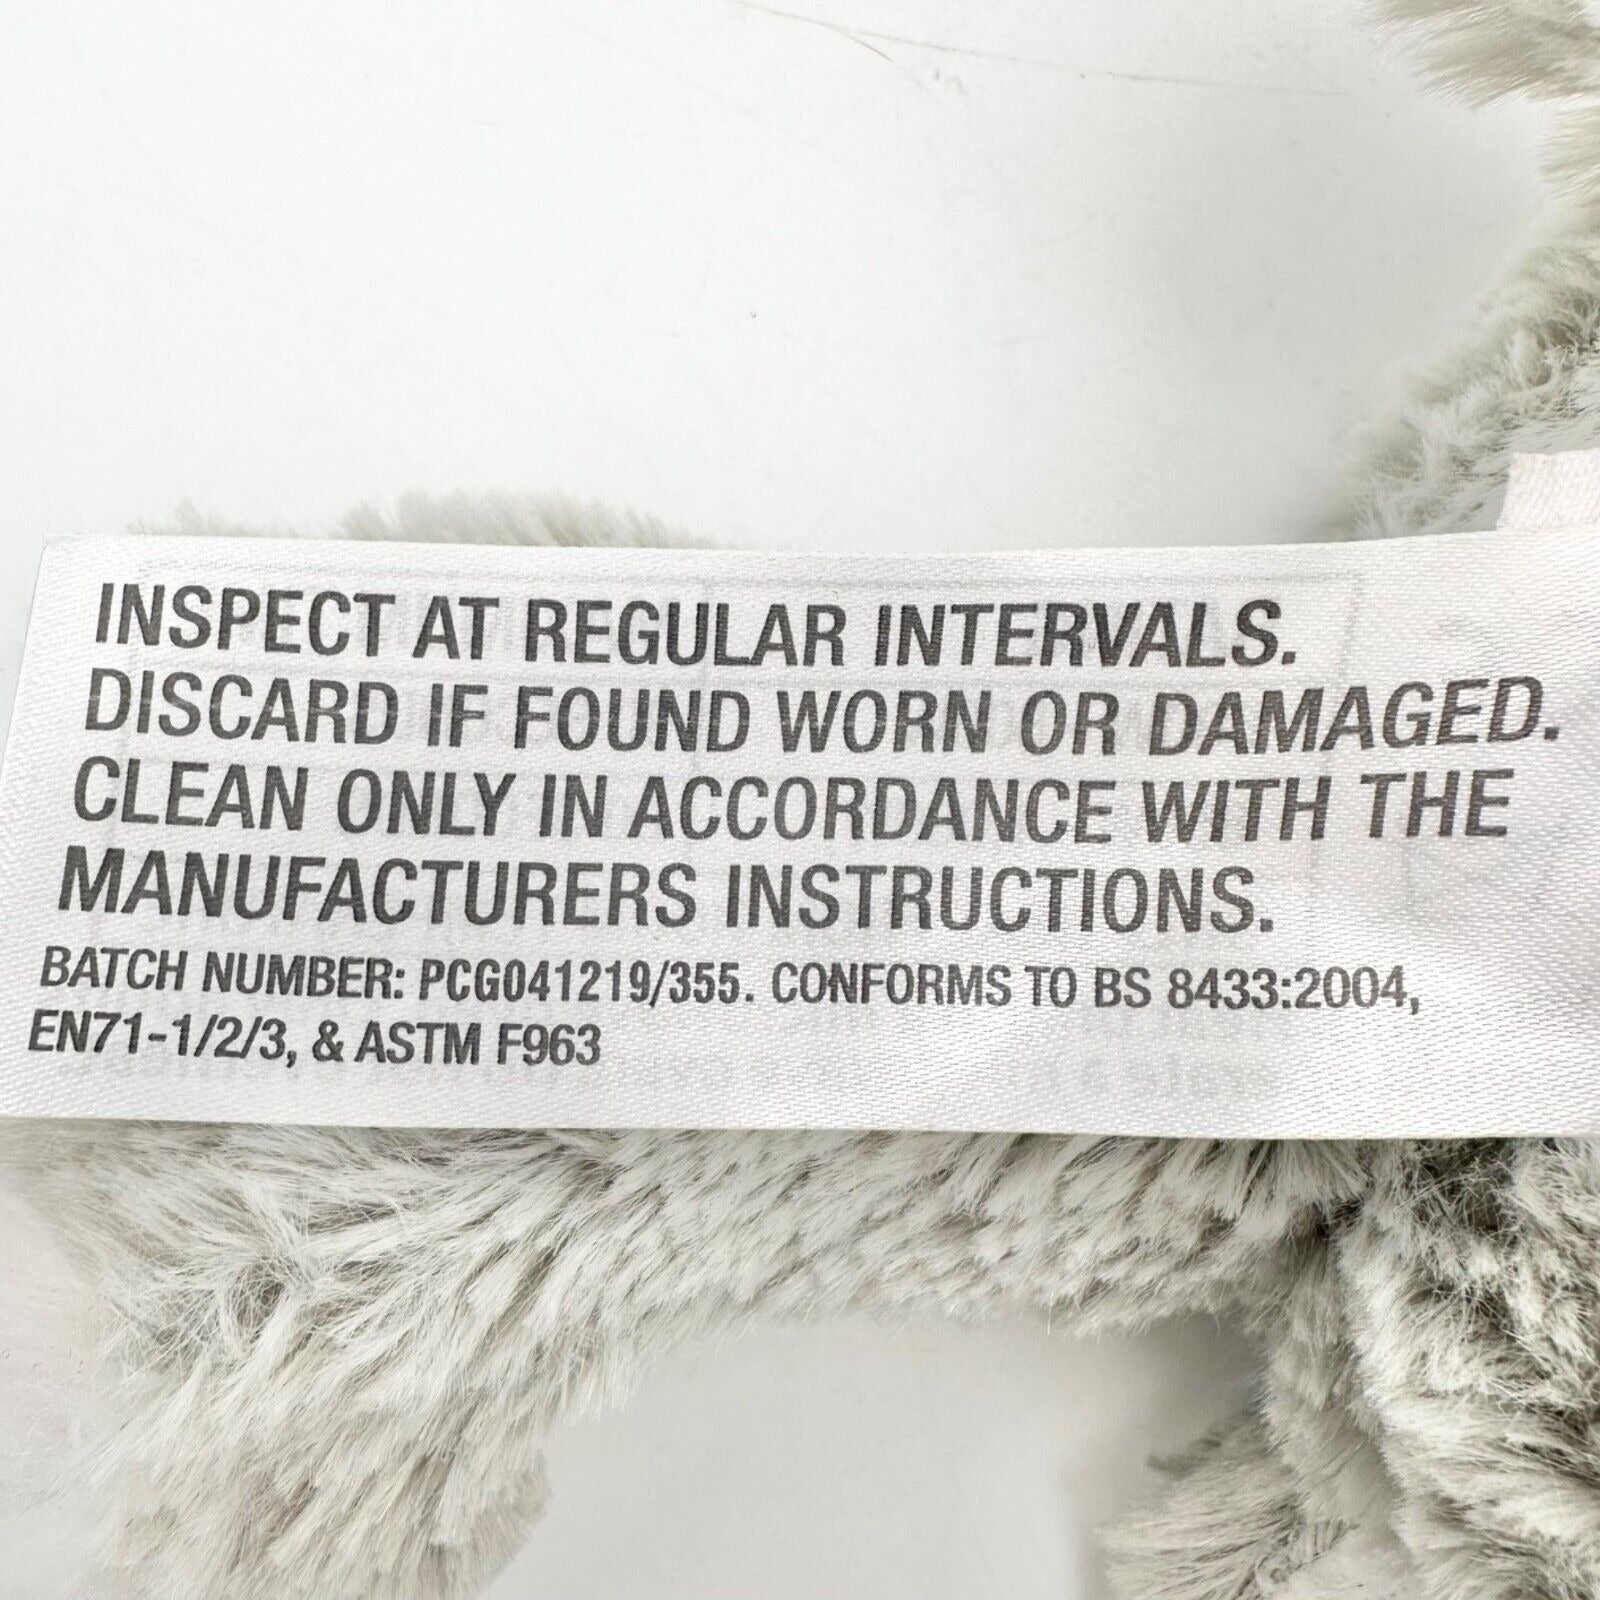 INSPECT AT REGULAR INTERVALS.
DISCARD IF FOUND WORN OR DAMAGED.
CLEAN ONLY IN ACCORDANCE WITH THE
MANUFACTURERS INSTRUCTIONS.
BATCH NUMBER: PCG041219/355. CONFORMS TO BS 8433:2004,
EN71-1/2/3, & ASTM F963